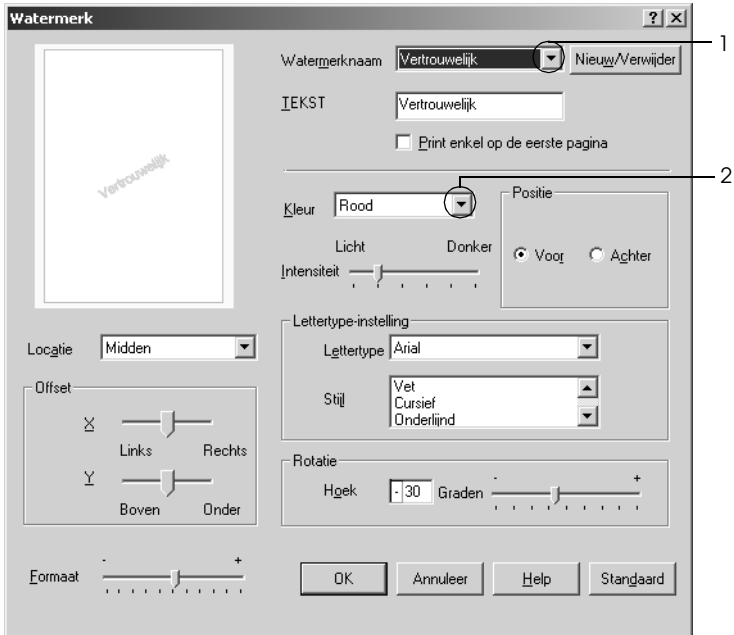 Watermerk
? ×
1
Watermerknaam Vertrouwelijk Nieuw/Verwijder
TEKST Vertrouwelijk
Print enkel op de eerste pagina
Vertrouwelijk
2
Kleur Rood
Positie
Licht Donker
Voor Achter
Intensiteit
Locatie Midden
Lettertype-instelling
Lettertype Arial
Stijl Vet
Cursief
Onderlijnd
Offset
X
Links Rechts
Y
Boven Onder
Rotatie
- +
Hoek -30 Graden
Formaat - +
OK Annuleer Help Standaard